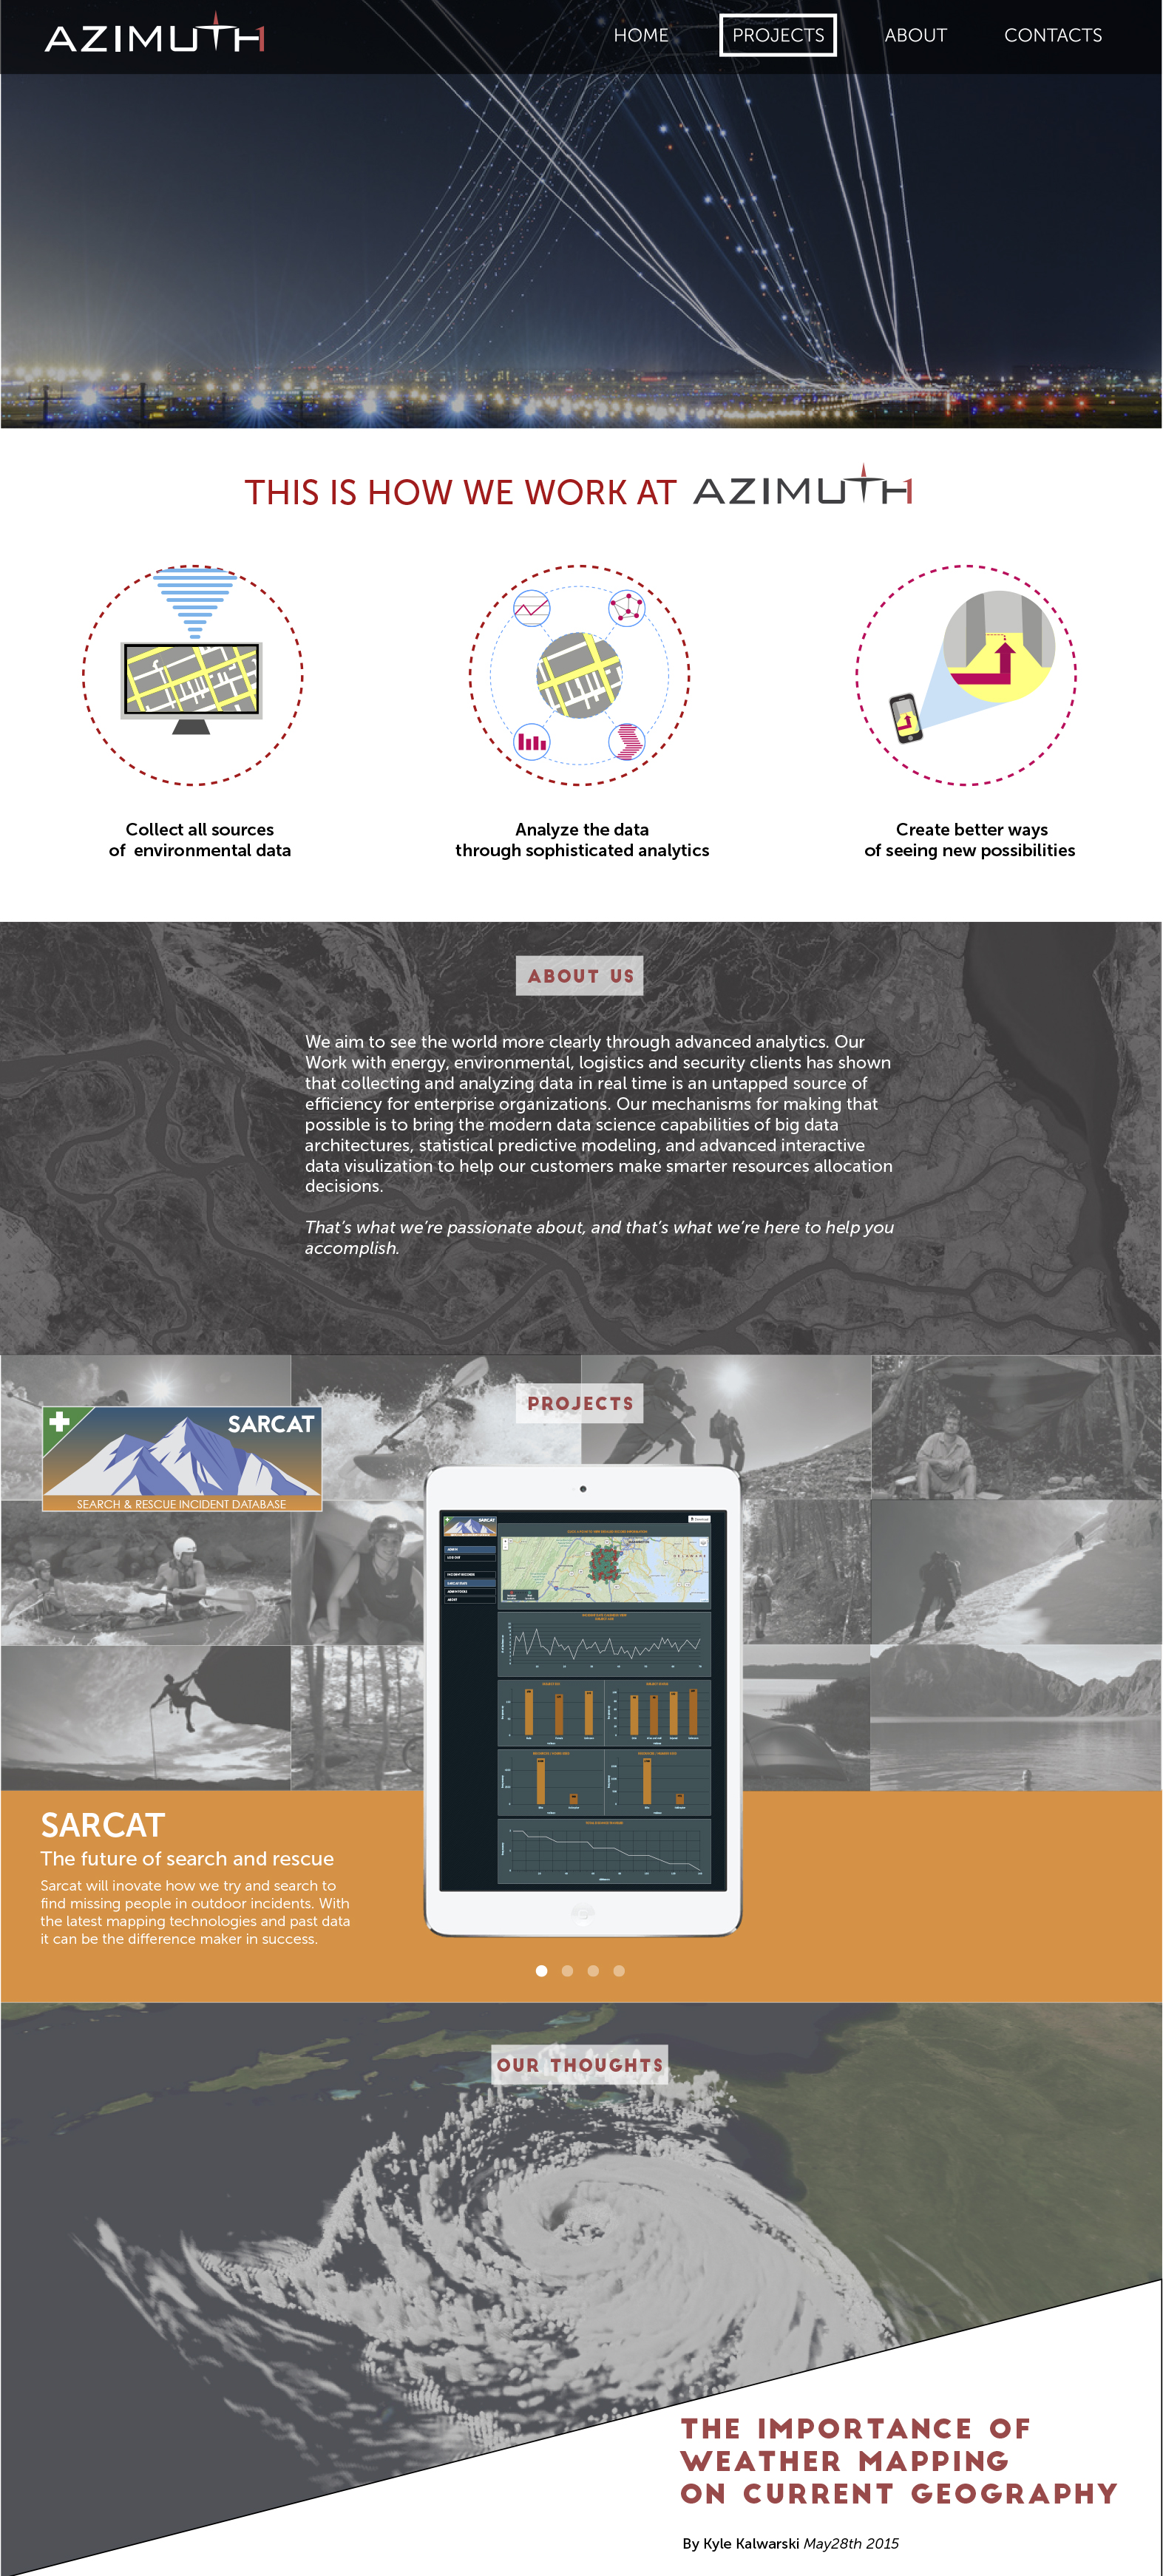 AZIMUTH1
HOME PROJECTS ABOUT CONTACTS
THIS IS HOW WE WORK AT AZIMUTH1
Collect all sources
of environmental data
Analyze the data
through sophisticated analytics
Create better ways
of seeing new possibilities
ABOUT US
We aim to see the world more clearly through advanced analytics. Our
Work with energy, environmental, logistics and security clients has shown
that collecting and analyzing data in real time is an untapped source of
efficiency for enterprise organizations. Our mechanisms for making that
possible is to bring the modern data science capabilities of big data
architectures, statistical predictive modeling, and advanced interactive
data visulization to help our customers make smarter resources allocation
decisions.
That's what we're passionate about, and that's what we're here to help you
accomplish.
PROJECTS
SARCAT
SEARCH & RESCUE INCIDENT DATABASE
SARCAT
SARCAT
The future of search and rescue
Sarcat will inovate how we try and search to
find missing people in outdoor incidents. With
the latest mapping technologies and past data
it can be the difference maker in success.
OUR THOUGHTS
THE IMPORTANCE OF
WEATHER MAPPING
ON CURRENT GEOGRAPHY
By Kyle Kalwarski May28th 2015